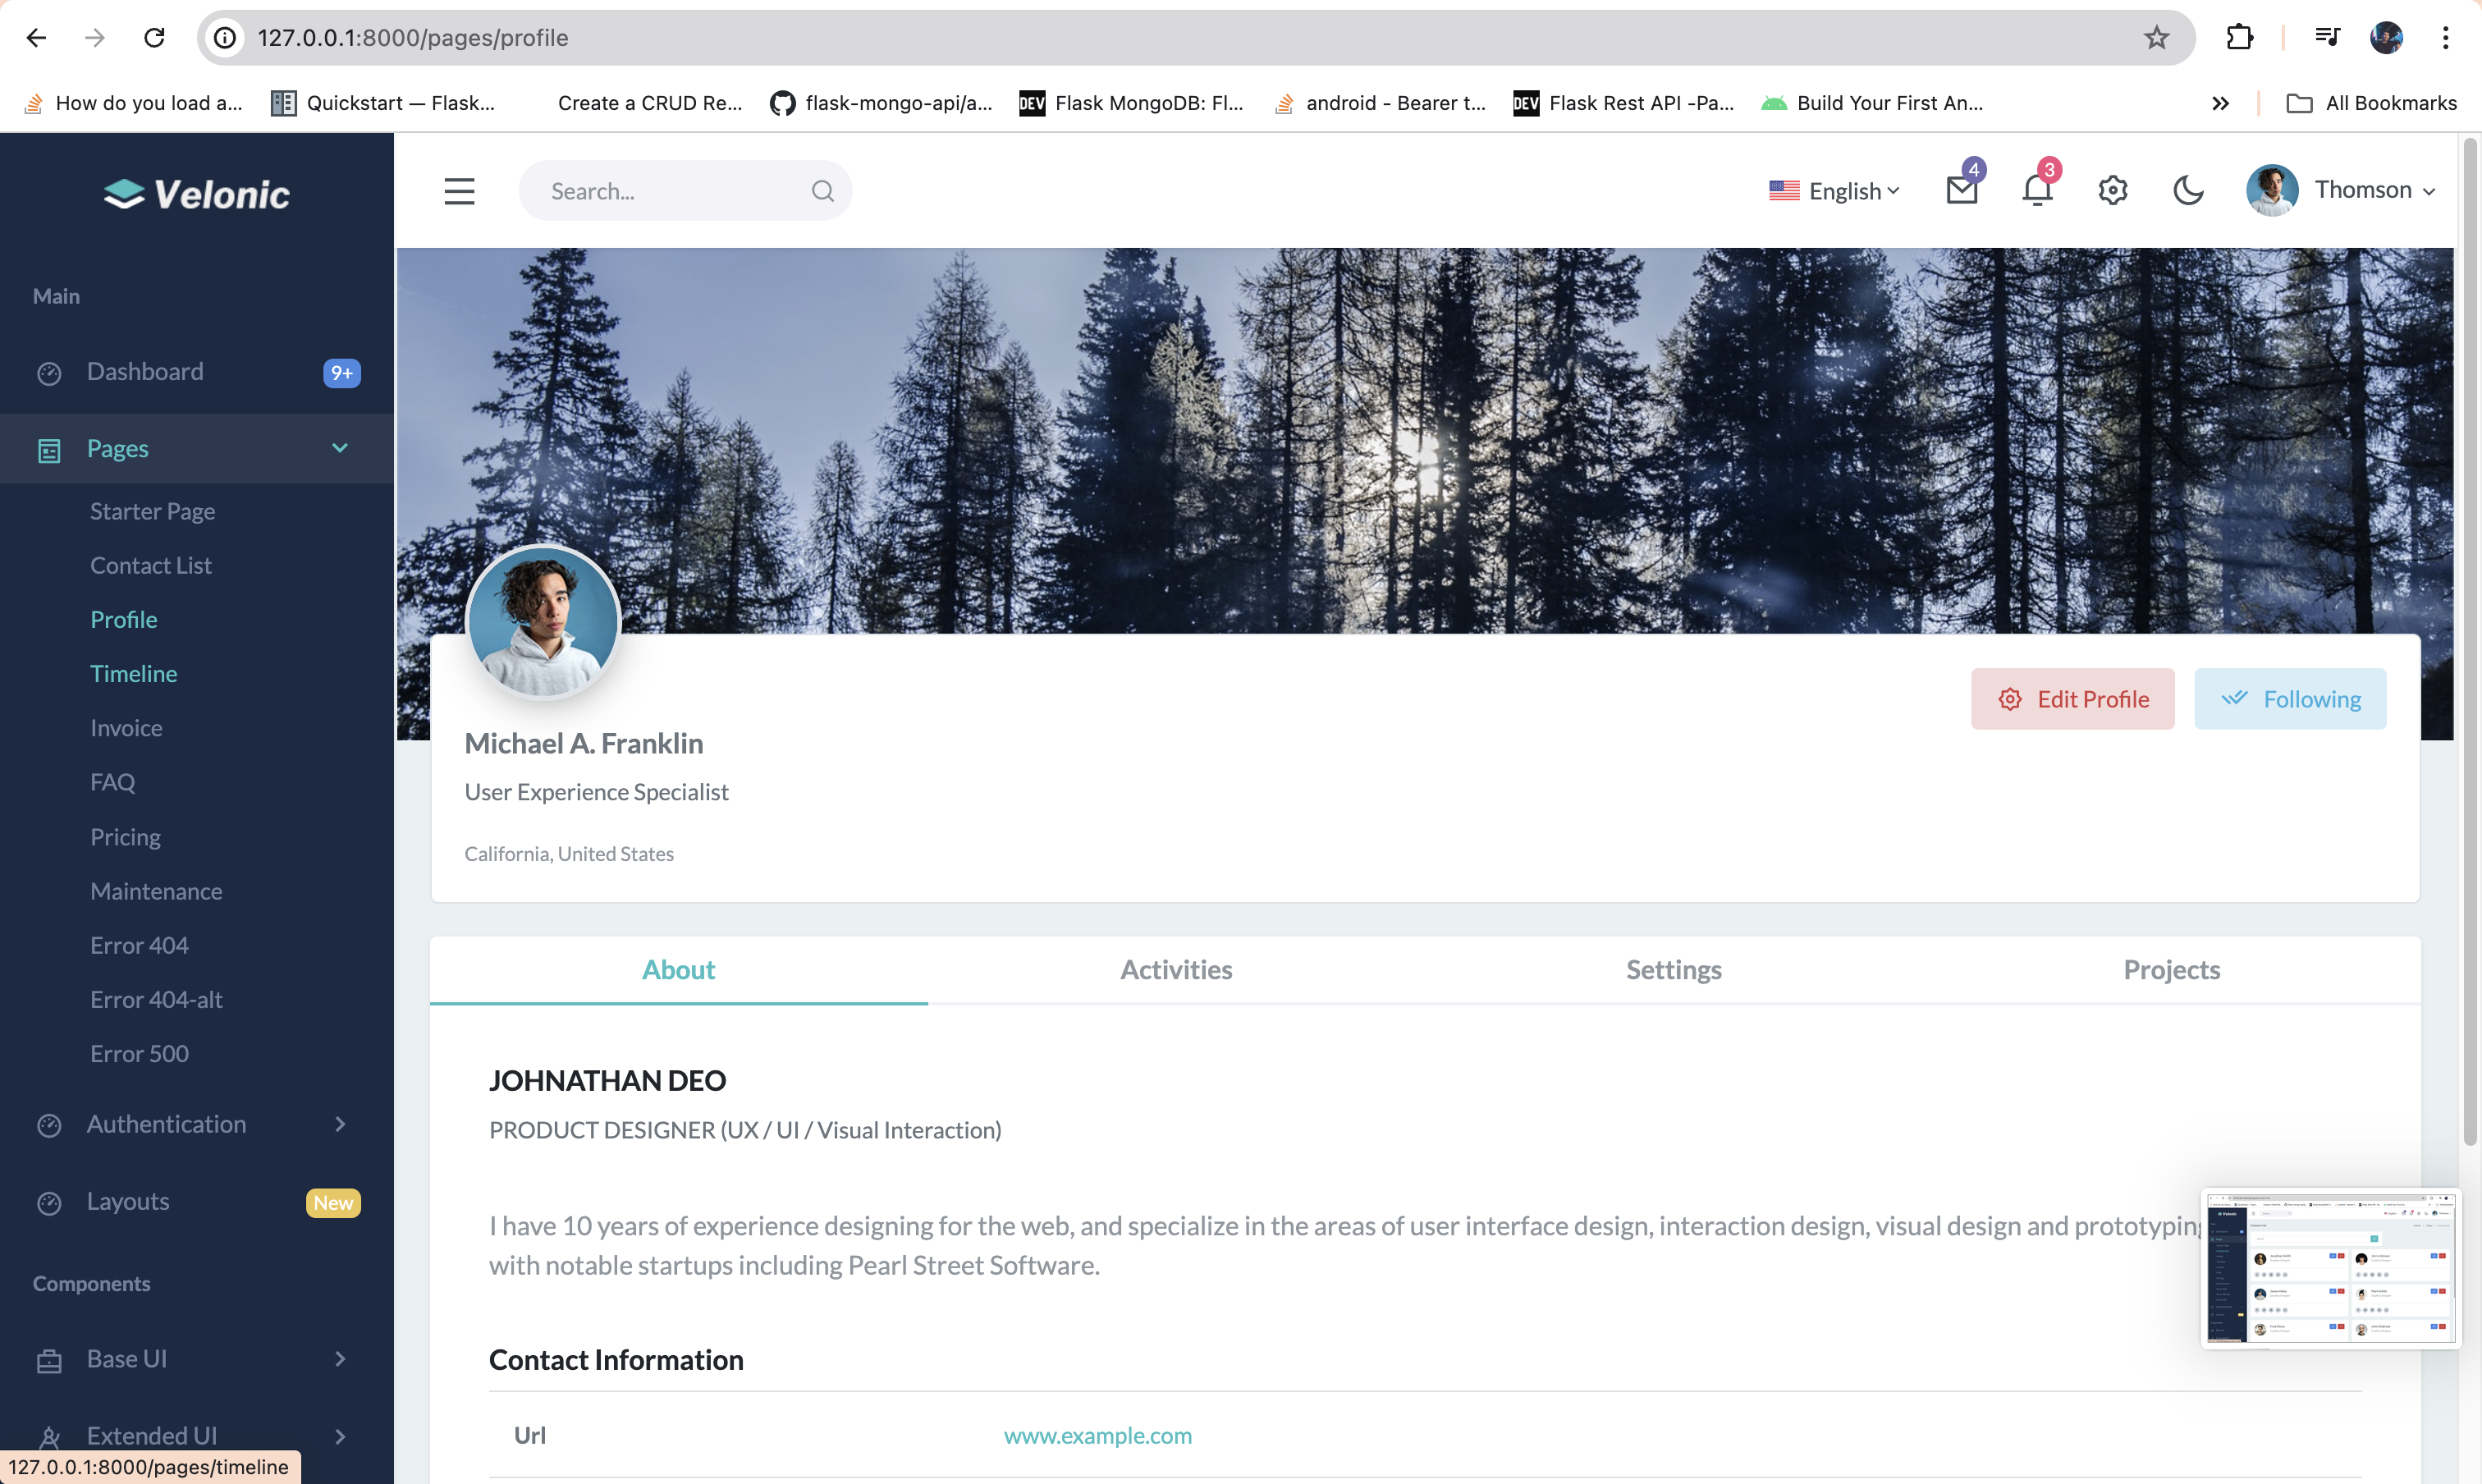 127.0.0.1:8000/pages/profile
How do you load a...
Quickstart — Flask...
Create a CRUD Re...
flask-mongo-api/a...
DEV Flask MongoDB: Fl...
android - Bearer t...
DEV Flask Rest API -Pa...
Build Your First An...
All Bookmarks
Velonic
Search...
English
4
3
Thomson
Main
Dashboard 9+
Pages
Starter Page
Contact List
Profile
Timeline
Invoice
FAQ
Pricing
Maintenance
Error 404
Error 404-alt
Error 500
Authentication
Layouts New
Components
Base UI
Extended UI
127.0.0.1:8000/pages/timeline
Edit Profile
Following
Michael A. Franklin
User Experience Specialist
California, United States
About
Activities
Settings
Projects
JOHNATHAN DEO
PRODUCT DESIGNER (UX / UI / Visual Interaction)
I have 10 years of experience designing for the web, and specialize in the areas of user interface design, interaction design, visual design and prototyping
with notable startups including Pearl Street Software.
Contact Information
Url www.example.com